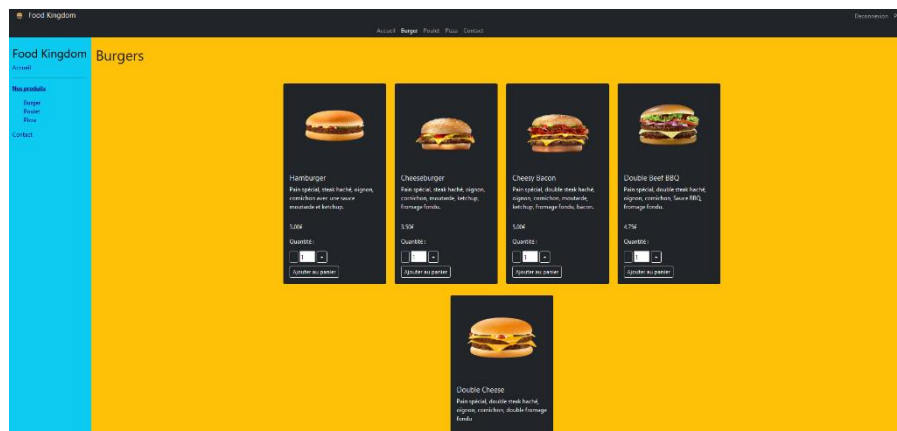 Food Kingdom
Deconnexion
Accueil Burger Poulet Pizza Contact
Food Kingdom
Accueil
Nos produits
Burger
Poulet
Pizza
Contact
Burgers
Hamburger
Pain spécial, steak haché, oignon,
cornichon avec une sauce
moutarde et ketchup.
3.00€
Quantité :
1
+
Ajouter au panier
Cheeseburger
Pain spécial, steak haché, oignon,
cornichon, moutarde, ketchup,
fromage fondu.
3.50€
Quantité :
1
+
Ajouter au panier
Cheesy Bacon
Pain spécial, double steak haché,
oignon, cornichon, moutarde,
ketchup, fromage fondu, bacon.
5.00€
Quantité :
1
+
Ajouter au panier
Double Beef BBQ
Pain spécial, double steak haché,
oignon, cornichon, Sauce BBQ,
fromage fondu.
4.75€
Quantité :
1
+
Ajouter au panier
Double Cheese
Pain spécial, double steak haché,
oignon, cornichon, double fromage
fondu